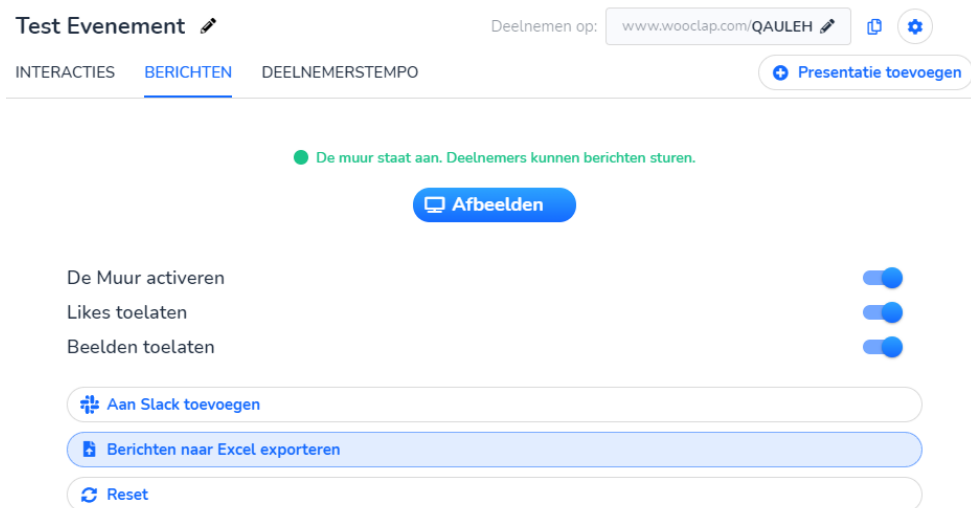 Test Evenement
Deelnemen op: www.wooclap.com/QAULEH
INTERACTIES BERICHTEN DEELNEMERSTEMPO Presentatie toevoegen
De muur staat aan. Deelnemers kunnen berichten sturen.
Afbeelden
De Muur activeren
Likes toelaten
Beelden toelaten
Aan Slack toevoegen
Berichten naar Excel exporteren
Reset